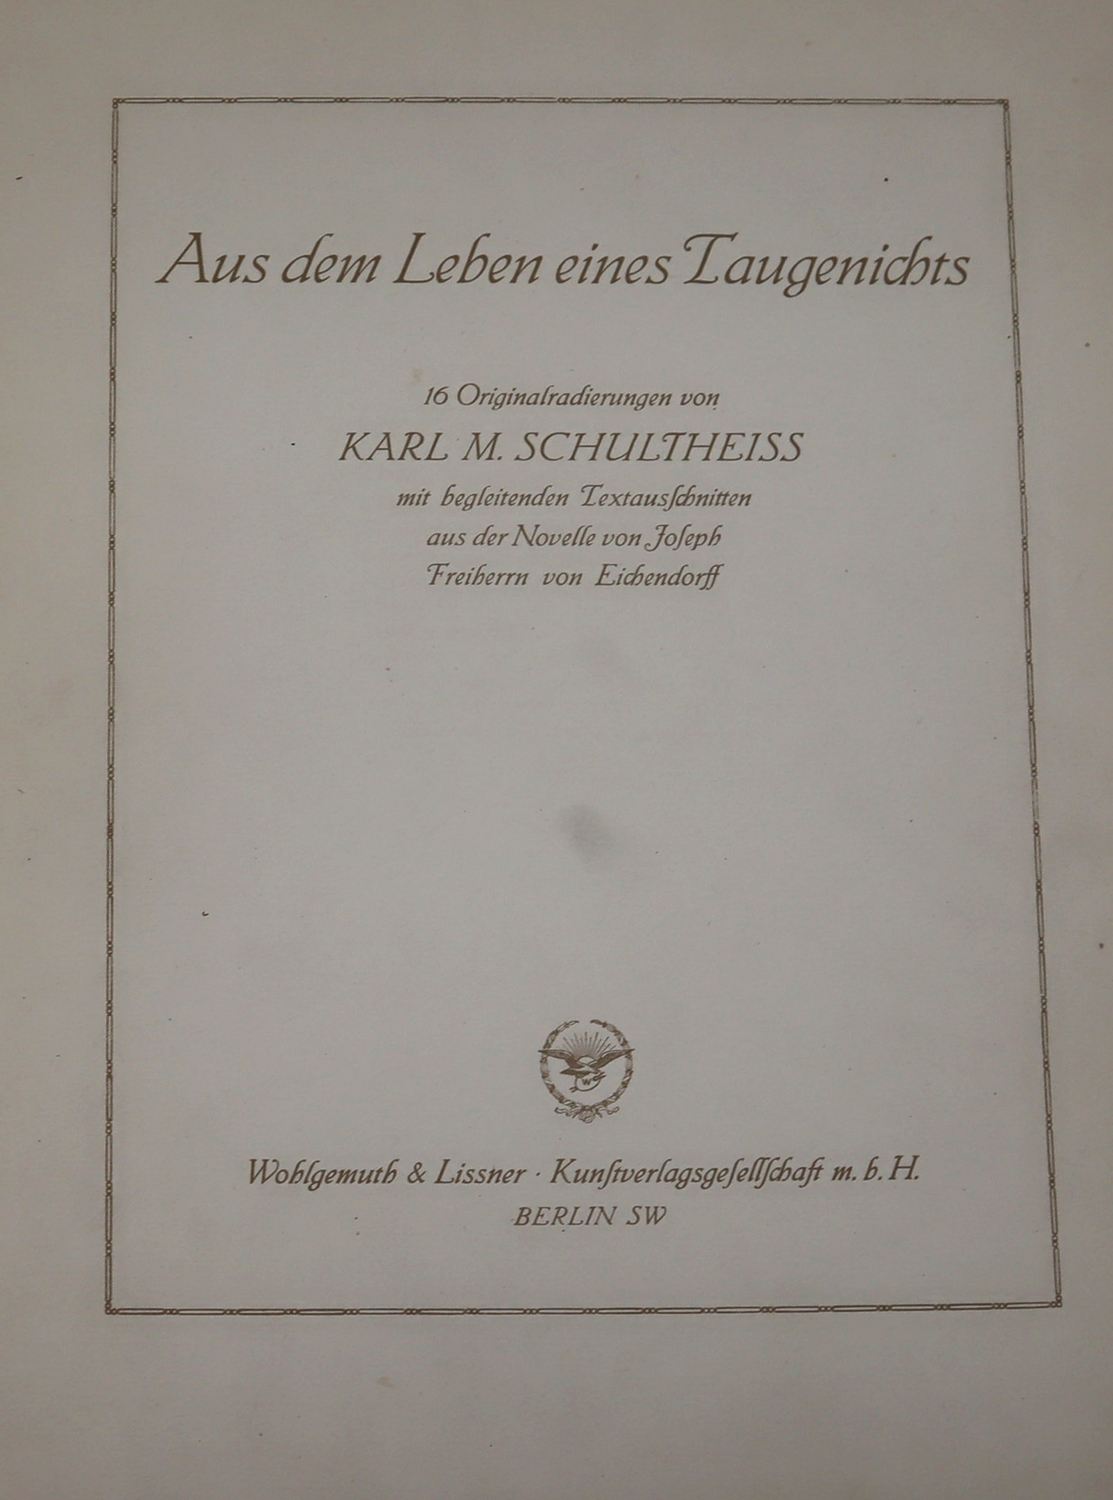 Aus dem Leben eines Taugenichts
16 Originalradierungen von
KARL M. SCHULTHEISS
mit begleitenden Textausſchnitten
aus der Novelle von Joſeph
Freiherrn von Eichendorff
W
Wohlgemuth & Lissner · Kunſtverlagsgeſellſchaft m. b. H.
BERLIN SW